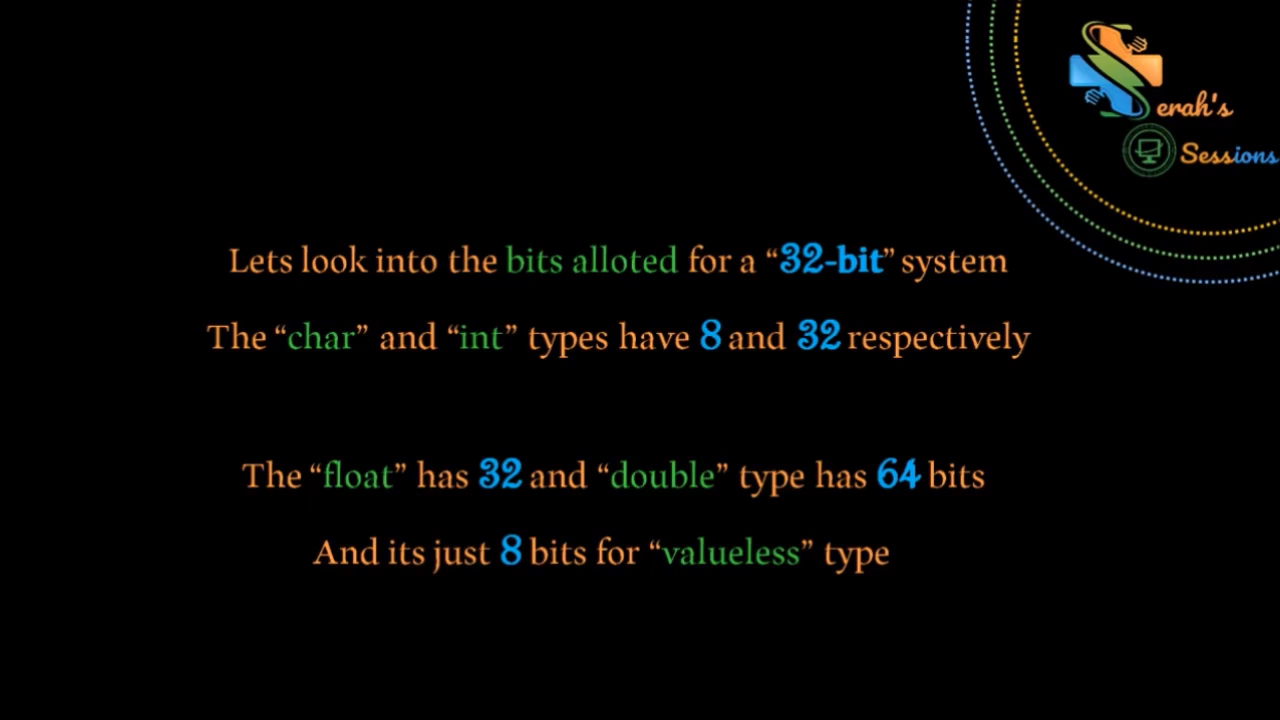 erah's
Sessions
Lets look into the bits alloted for a “32-bit” system
The “char” and “int” types have 8 and 32 respectively
The “float” has 32 and “double” type has 64 bits
And its just 8 bits for “valueless” type